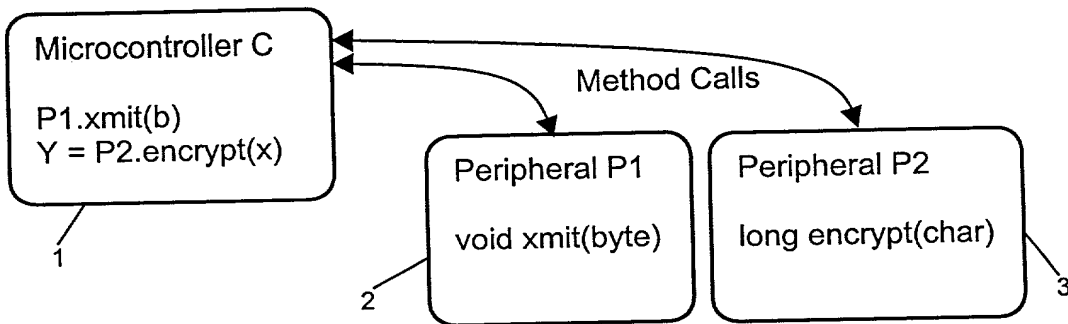 Microcontroller C
P1.xmit(b)
Y = P2.encrypt(x)
1
Method Calls
Peripheral P1
void xmit(byte)
2
Peripheral P2
long encrypt(char)
3